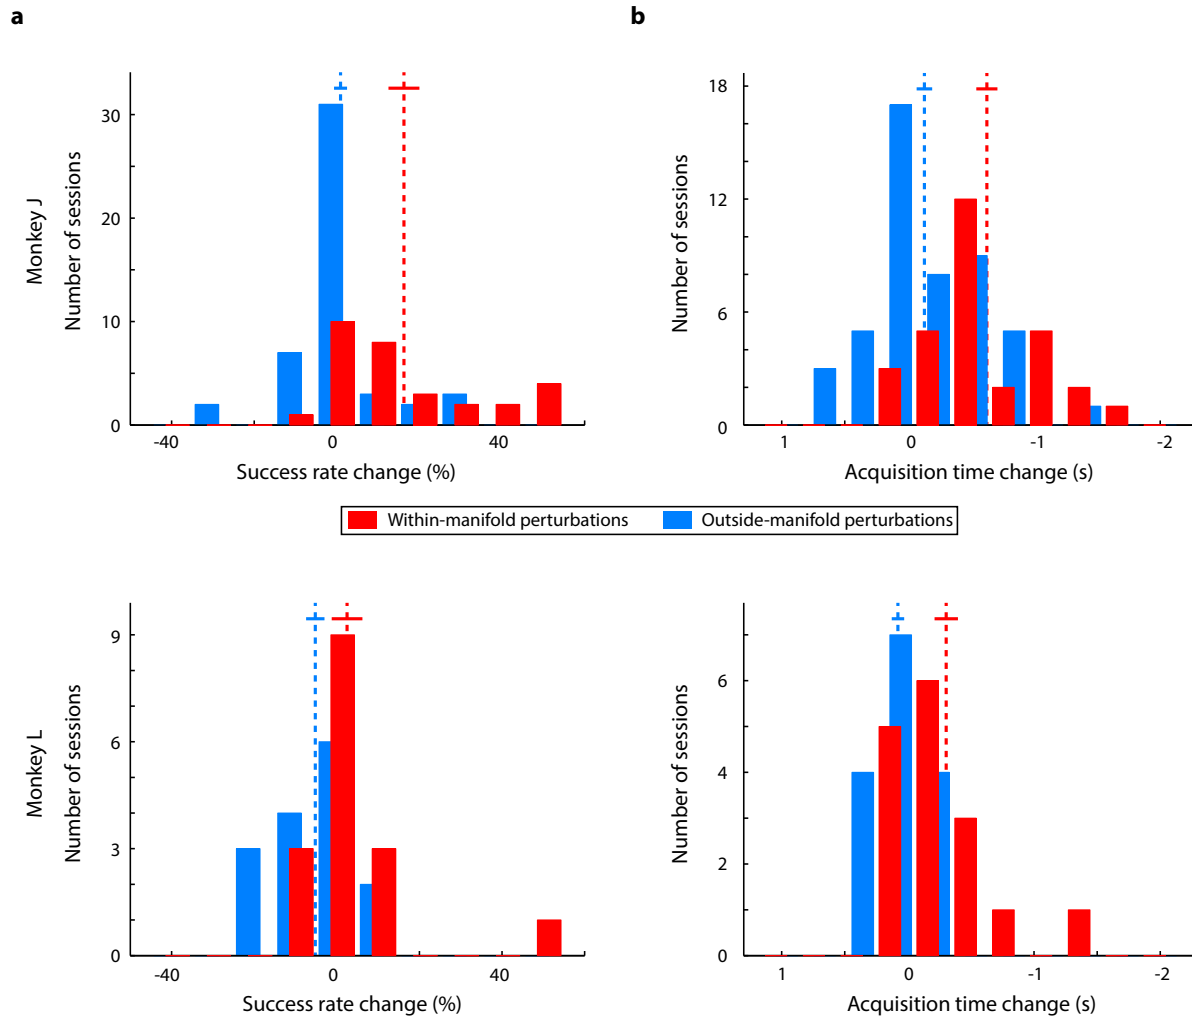 a
b
Monkey J
Number of sessions
30
20
10
0
-40
0
40
Success rate change (%)
Number of sessions
18
12
6
0
1
0
-1
-2
Acquisition time change (s)
Within-manifold perturbations
Outside-manifold perturbations
Monkey L
Number of sessions
9
6
3
0
-40
0
40
Success rate change (%)
Number of sessions
6
4
2
0
1
0
-1
-2
Acquisition time change (s)